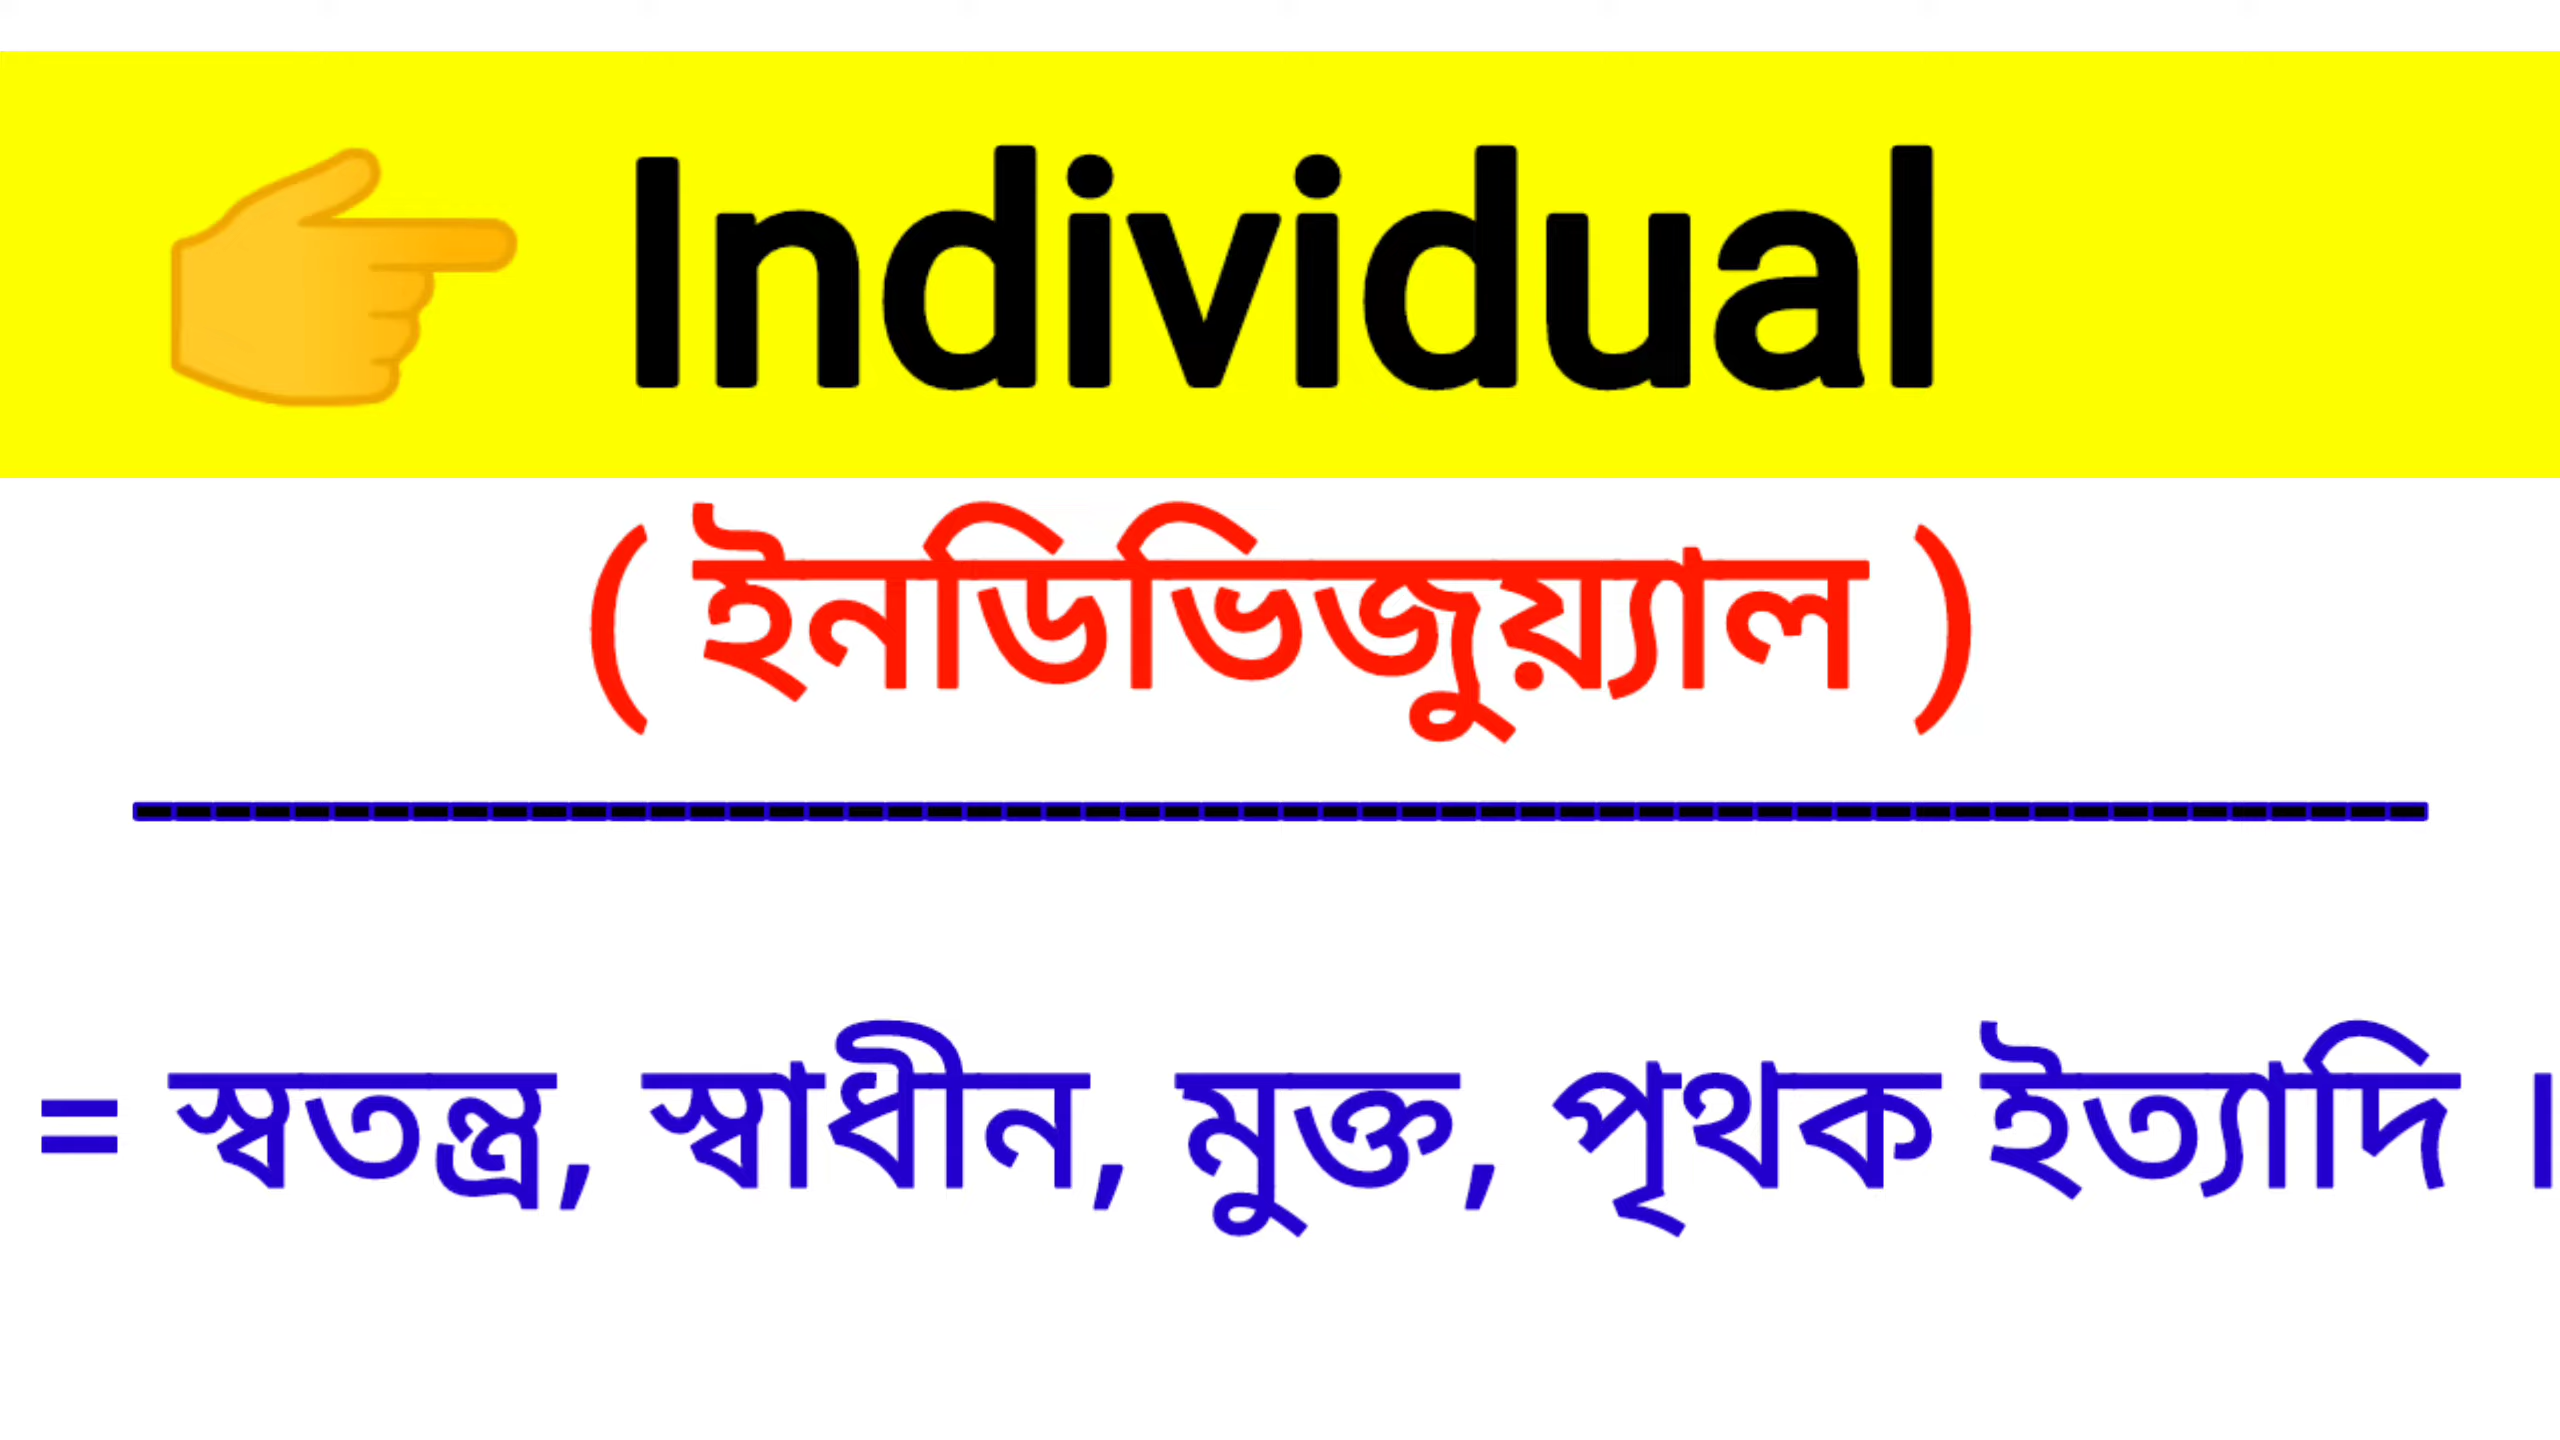 👉 Individual
( ইনডিভিজুয়্যাল )
----------------------------------------------------------
= স্বতন্ত্র, স্বাধীন, মুক্ত, পৃথক ইত্যাদি ।